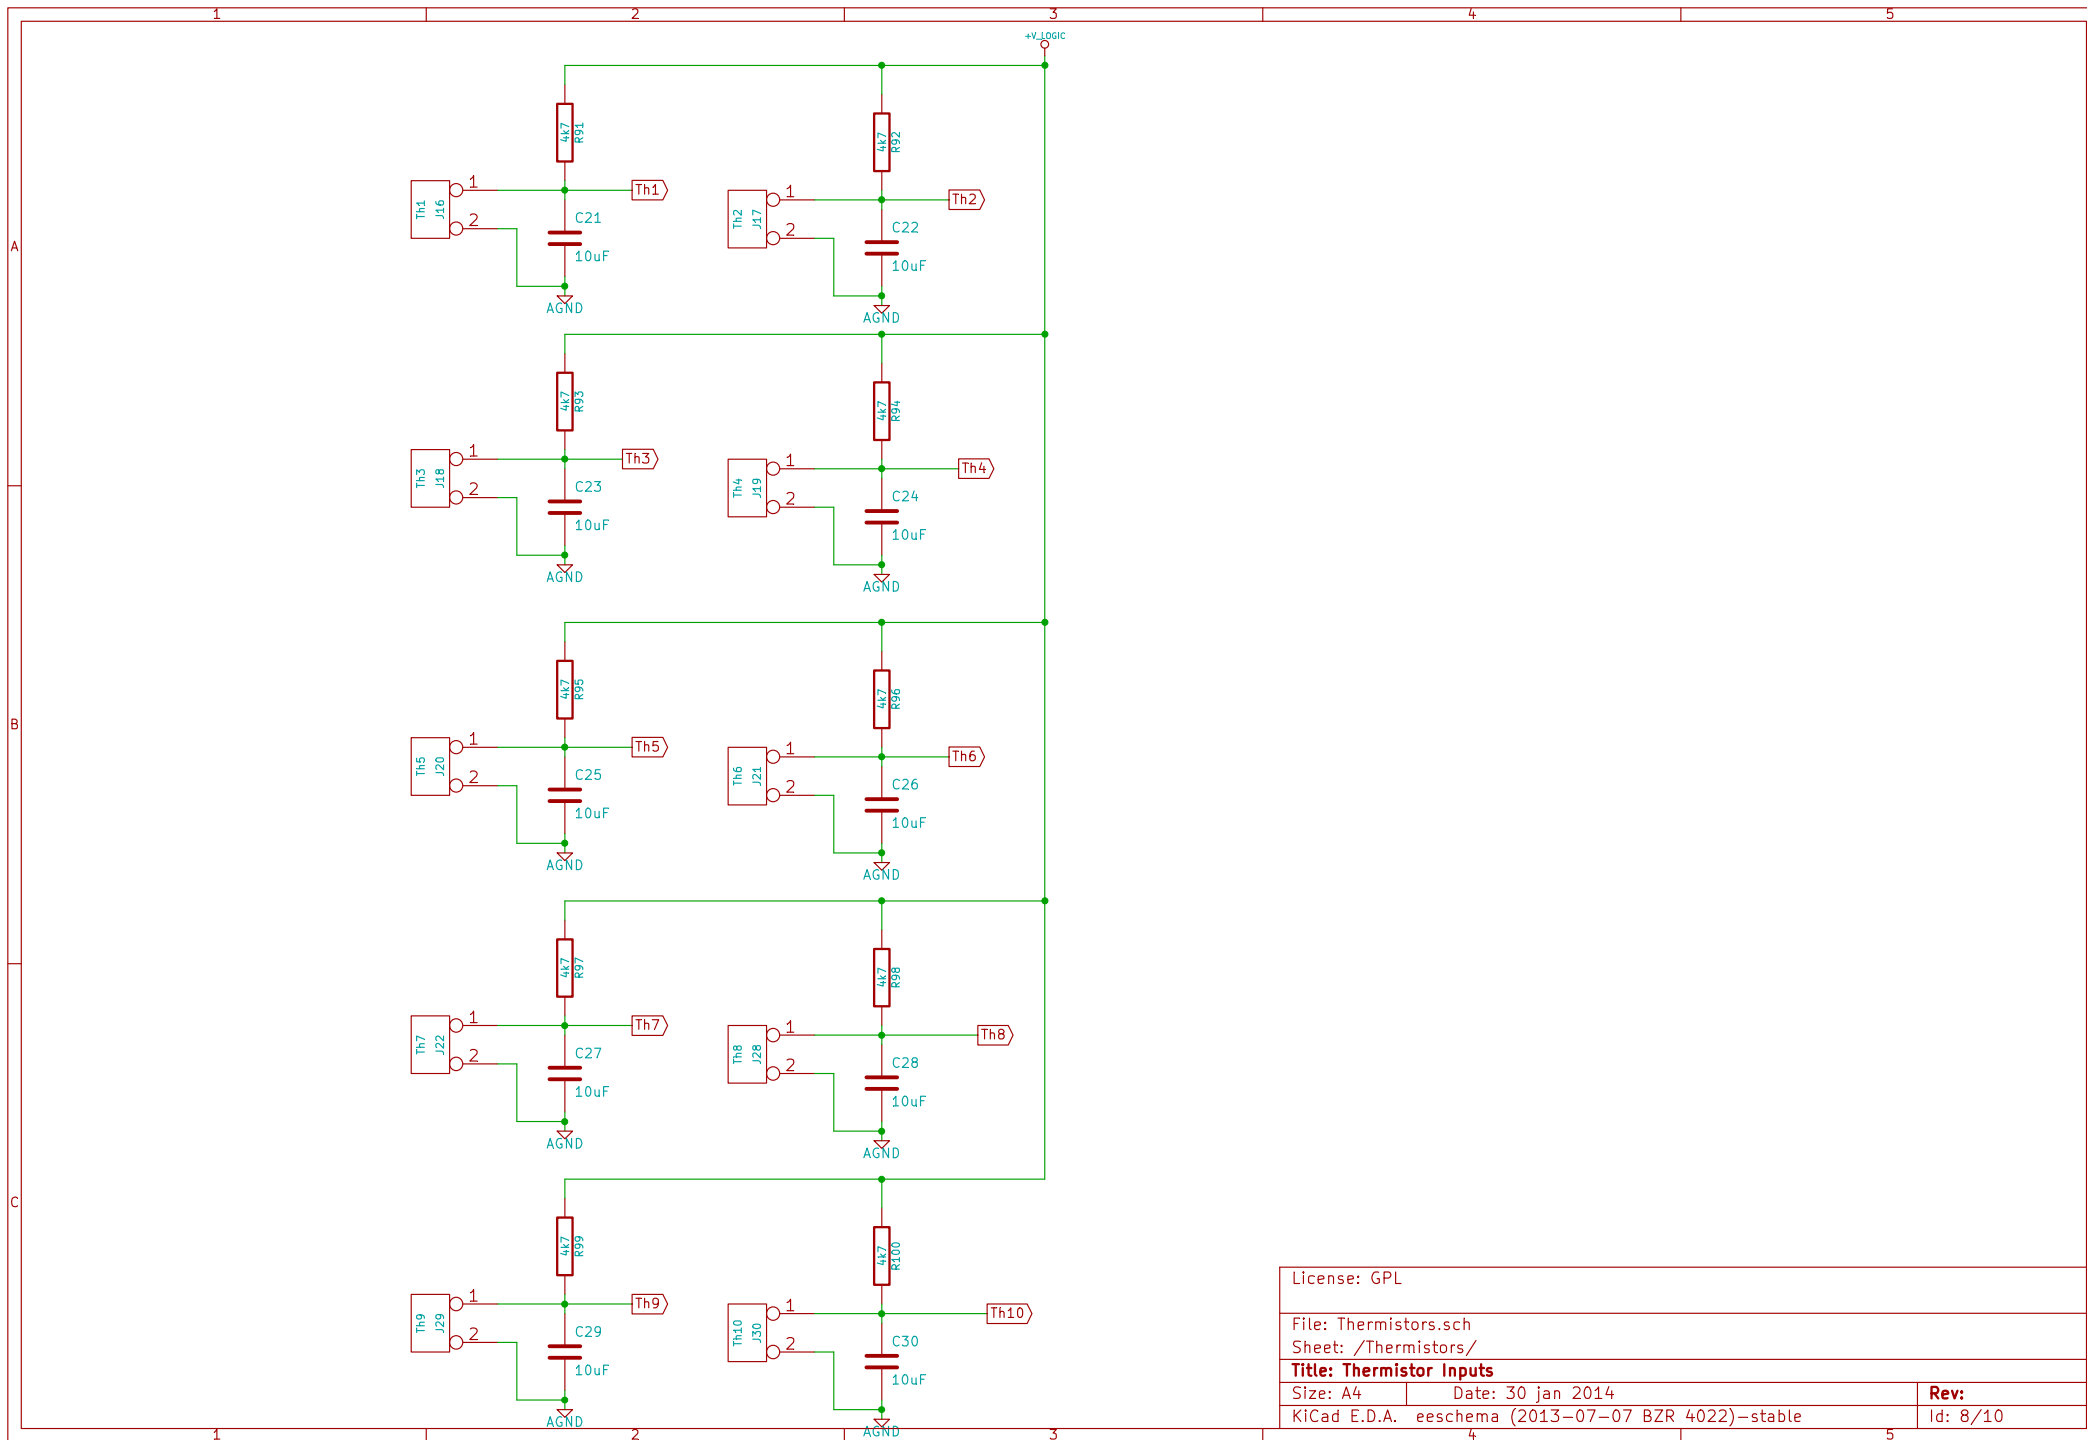 1 2 3 4 5
+V_LOGIC
4k7 R91
4k7 R92
Th1 J16 1 2 Th1
C21
10uF
AGND
Th2 J17 1 2 Th2
C22
10uF
AGND
A
4k7 R93
4k7 R94
Th3 J18 1 2 Th3
C23
10uF
AGND
Th4 J19 1 2 Th4
C24
10uF
AGND
4k7 R95
4k7 R96
B
Th5 J20 1 2 Th5
C25
10uF
AGND
Th6 J21 1 2 Th6
C26
10uF
AGND
4k7 R97
4k7 R98
Th7 J22 1 2 Th7
C27
10uF
AGND
Th8 J28 1 2 Th8
C28
10uF
AGND
C
4k7 R99
4k7 R100
Th9 J29 1 2 Th9
C29
10uF
AGND
Th10 J30 1 2 Th10
C30
10uF
AGND
License: GPL
File: Thermistors.sch
Sheet: /Thermistors/
Title: Thermistor Inputs
Size: A4 Date: 30 jan 2014 Rev:
KiCad E.D.A. eeschema (2013-07-07 BZR 4022)-stable Id: 8/10
1 2 3 4 5